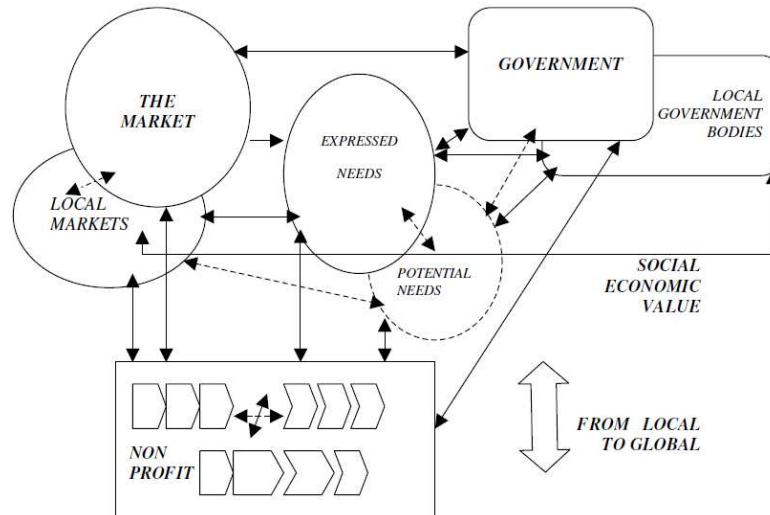 THE
MARKET
GOVERNMENT
LOCAL
GOVERNMENT
BODIES
EXPRESSED
NEEDS
LOCAL
MARKETS
POTENTIAL
NEEDS
SOCIAL
ECONOMIC
VALUE
NON
PROFIT
FROM LOCAL
TO GLOBAL